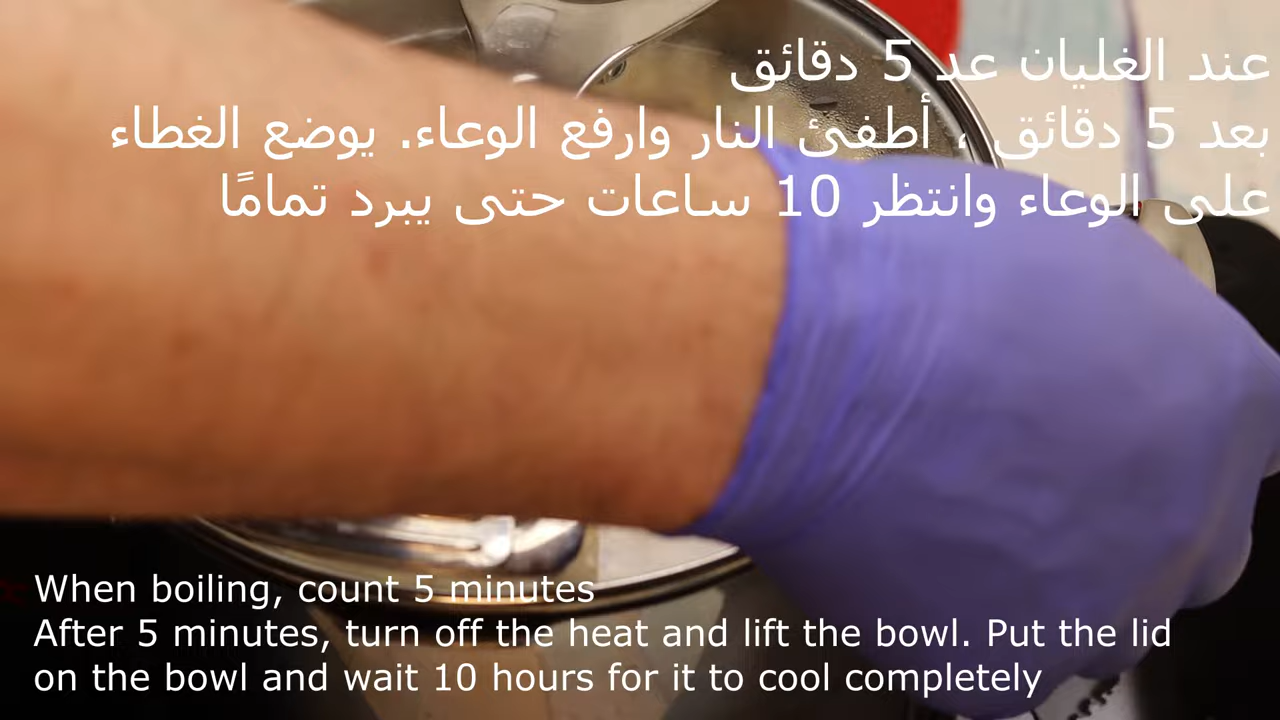 عند الغليان عد 5 دقائق
بعد 5 دقائق ، أطفئ النار وارفع الوعاء. يوضع الغطاء
على الوعاء وانتظر 10 ساعات حتى يبرد تمامًا
When boiling, count 5 minutes
After 5 minutes, turn off the heat and lift the bowl. Put the lid
on the bowl and wait 10 hours for it to cool completely